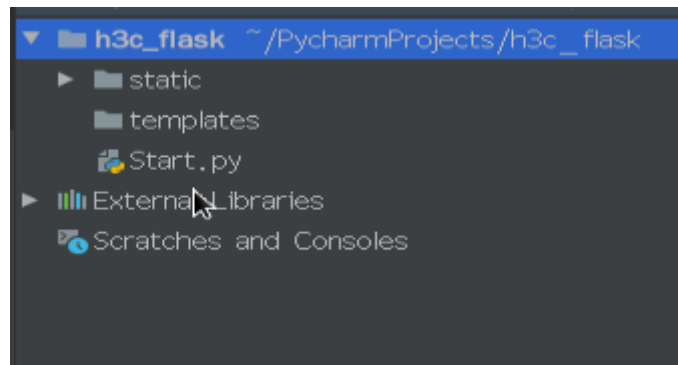 h3c_flask ~/PycharmProjects/h3c_flask
static
templates
Start.py
External Libraries
Scratches and Consoles